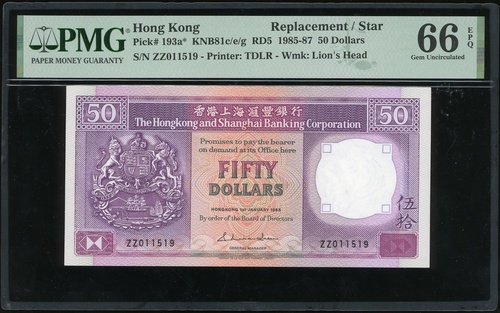 PMG
PAPER MONEY GUARANTY
Hong Kong Replacement / Star
Pick# 193a* KNB81c/e/g RD5 1985-87 50 Dollars
S/N ZZ011519 - Printer: TDLR - Wmk: Lion's Head
66 EPQ
Gem Uncirculated
50 香港上海滙豐銀行 50
The Hongkong and Shanghai Banking Corporation
Promises to pay the bearer
on demand at its Office here
FIFTY
DOLLARS
HONGKONG 1st JANUARY 1986
By order of the Board of Directors
伍拾
ZZ011519 ZZ011519
GENERAL MANAGER